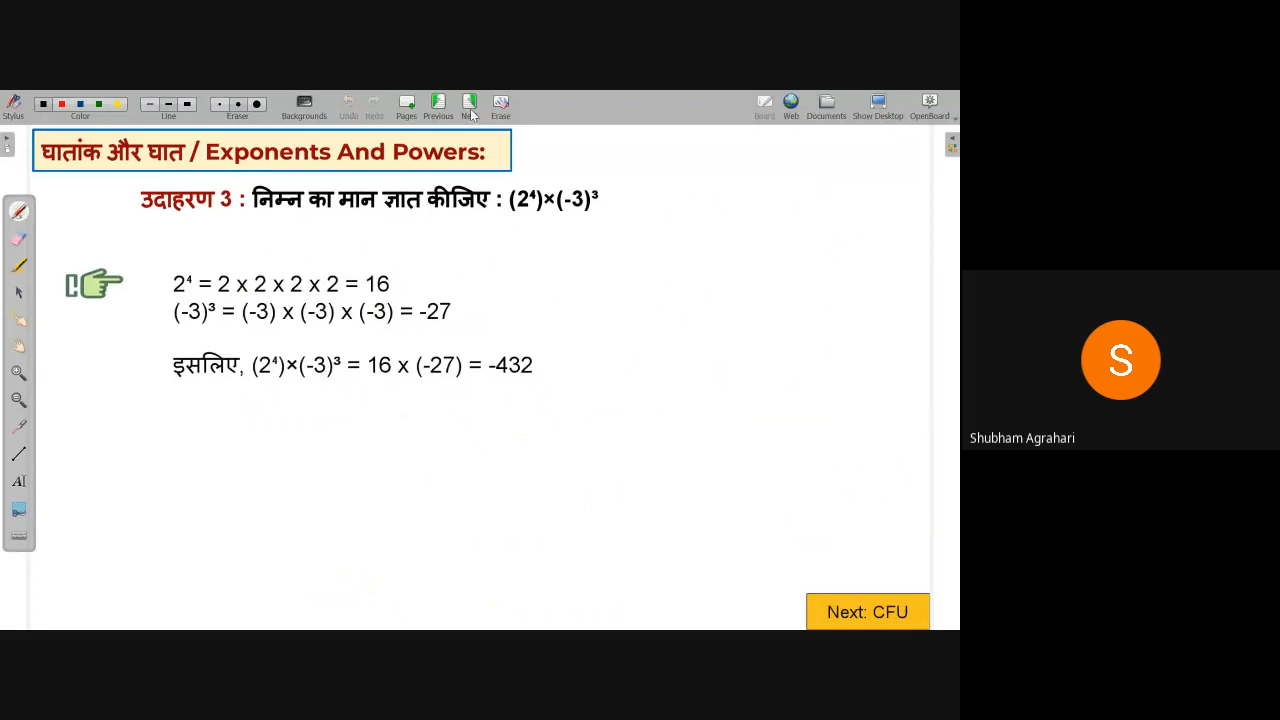 Stylus
Color
Line
Eraser
Backgrounds
Undo
Redo
Pages
Previous
Erase
Board
Web
Documents
Show Desktop
OpenBoard
घातांक और घात / Exponents And Powers:
उदाहरण 3 : निम्न का मान ज्ञात कीजिए : (2⁴)×(-3)³
2⁴ = 2 x 2 x 2 x 2 = 16
(-3)³ = (-3) x (-3) x (-3) = -27
इसलिए, (2⁴)×(-3)³ = 16 x (-27) = -432
AI
S
Shubham Agrahari
Next: CFU